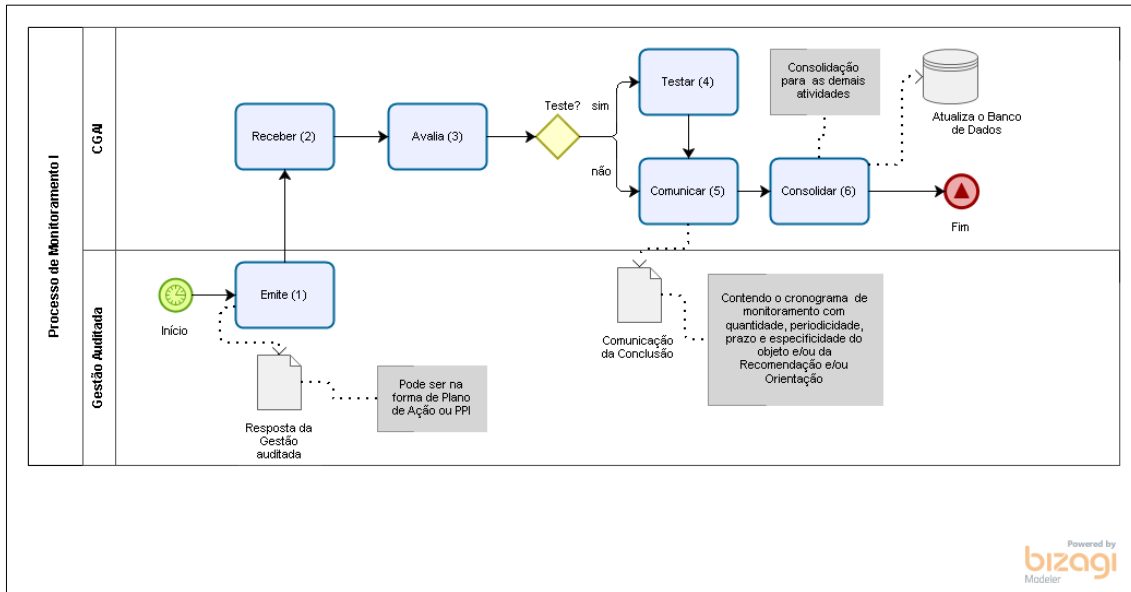 Processo de Monitoramento I
CGAI
Gestão Auditada
Receber (2)
Avalia (3)
Teste?
sim
não
Testar (4)
Comunicar (5)
Consolidação
para as demais
atividades
Consolidar (6)
Atualiza o Banco
de Dados
Fim
Início
Emite (1)
Resposta da
Gestão
auditada
Pode ser na
forma de Plano
de Ação ou PPI
Comunicação
da Conclusão
Contendo o cronograma de
monitoramento com
quantidade, periodicidade,
prazo e especificidade do
objeto e/ou da
Recomendação e/ou
Orientação
Powered by
bizagi
Modeler